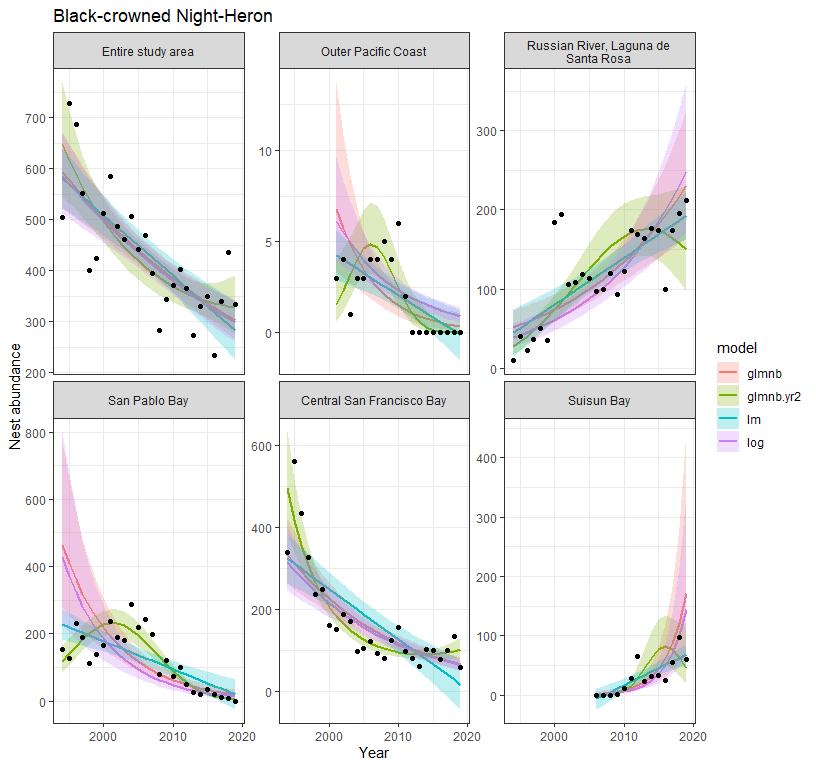 Black-crowned Night-Heron
Entire study area
Outer Pacific Coast
Russian River, Laguna de
Santa Rosa
700
600
500
400
300
200
10
5
0
300
200
100
0
San Pablo Bay
Central San Francisco Bay
Suisun Bay
800
600
400
200
0
600
400
200
0
400
300
200
100
0
2000
2010
2020
2000
2010
2020
2000
2010
2020
Year
Nest abundance
model
glmnb
glmnb.yr2
lm
log